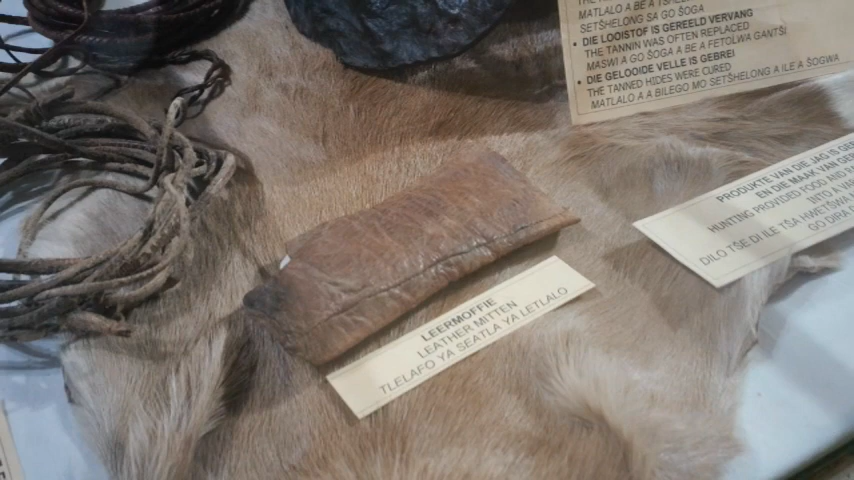 MATLALO A BE A
SETŠHELONG SA GO ŠOGA
• DIE LOOISTOF IS GEREELD VERVANG
THE TANNIN WAS OFTEN REPLACED
MASWI A GO ŠOGA A BE A FETOLWA GANTŠI
• DIE GELOOIDE VELLE IS GEBREI
THE TANNED HIDES WERE CURED
MATLALO A A BILEGO MO SETŠHELONG A ILE A ŠOGWA
PRODUKTE VAN DIE JAG IS
EN DIE MAAK VAN
HUNTING PROVIDED FOOD AND
INTO A
DILO TŠE DI ILE TŠA HWETŠWA
GO DIRA
LEERMOFFIE
LEATHER MITTEN
TLELAFO YA SEATLA YA LETLALO